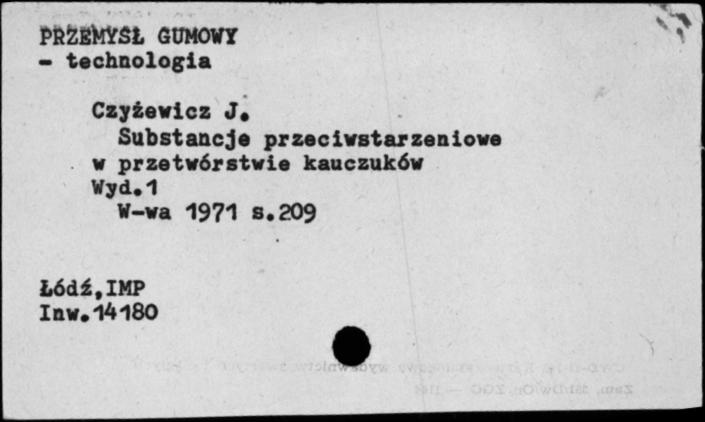 PRZEMYSŁ GUMOWY
- technologia
Czyżewicz J.
Substancje przeciwstarzeniowe
w przetwórstwie kauczuków
Wyd.1
W-wa 1971 s.209
Łódź,IMP
Inw.14180